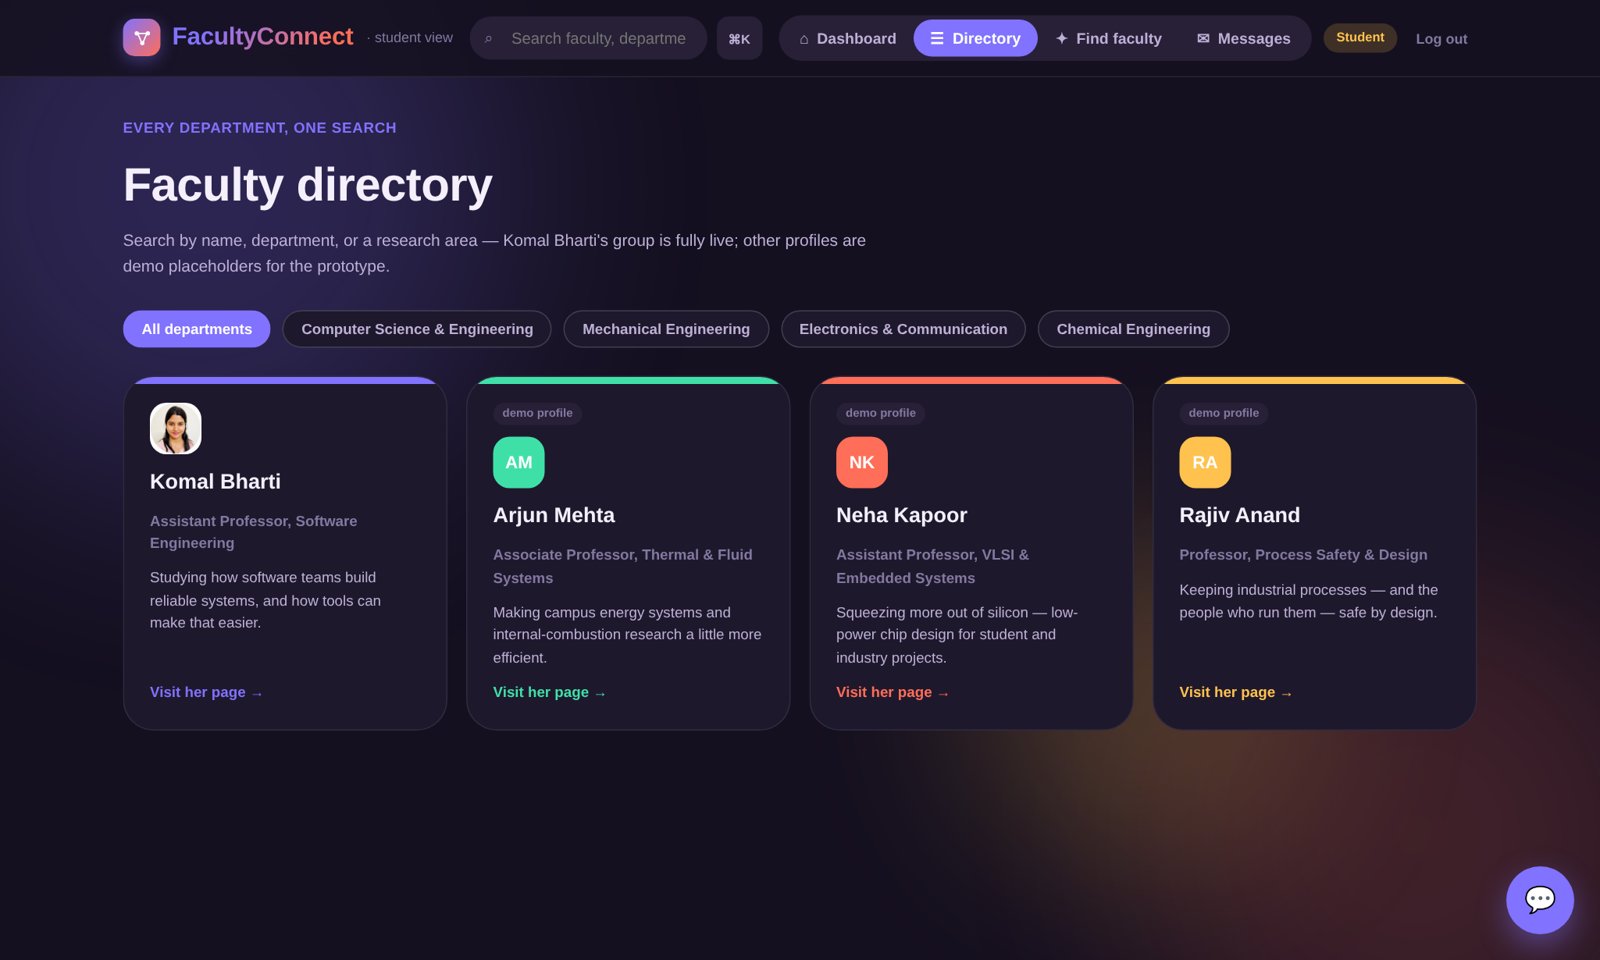 FacultyConnect · student view Search faculty, departme ⌘K Dashboard Directory Find faculty Messages Student Log out
EVERY DEPARTMENT, ONE SEARCH
Faculty directory
Search by name, department, or a research area — Komal Bharti's group is fully live; other profiles are
demo placeholders for the prototype.
All departments Computer Science & Engineering Mechanical Engineering Electronics & Communication Chemical Engineering
Komal Bharti
Assistant Professor, Software
Engineering
Studying how software teams build
reliable systems, and how tools can
make that easier.
Visit her page →
demo profile
AM
Arjun Mehta
Associate Professor, Thermal & Fluid
Systems
Making campus energy systems and
internal-combustion research a little more
efficient.
Visit her page →
demo profile
NK
Neha Kapoor
Assistant Professor, VLSI &
Embedded Systems
Squeezing more out of silicon — low-
power chip design for student and
industry projects.
Visit her page →
demo profile
RA
Rajiv Anand
Professor, Process Safety & Design
Keeping industrial processes — and the
people who run them — safe by design.
Visit her page →